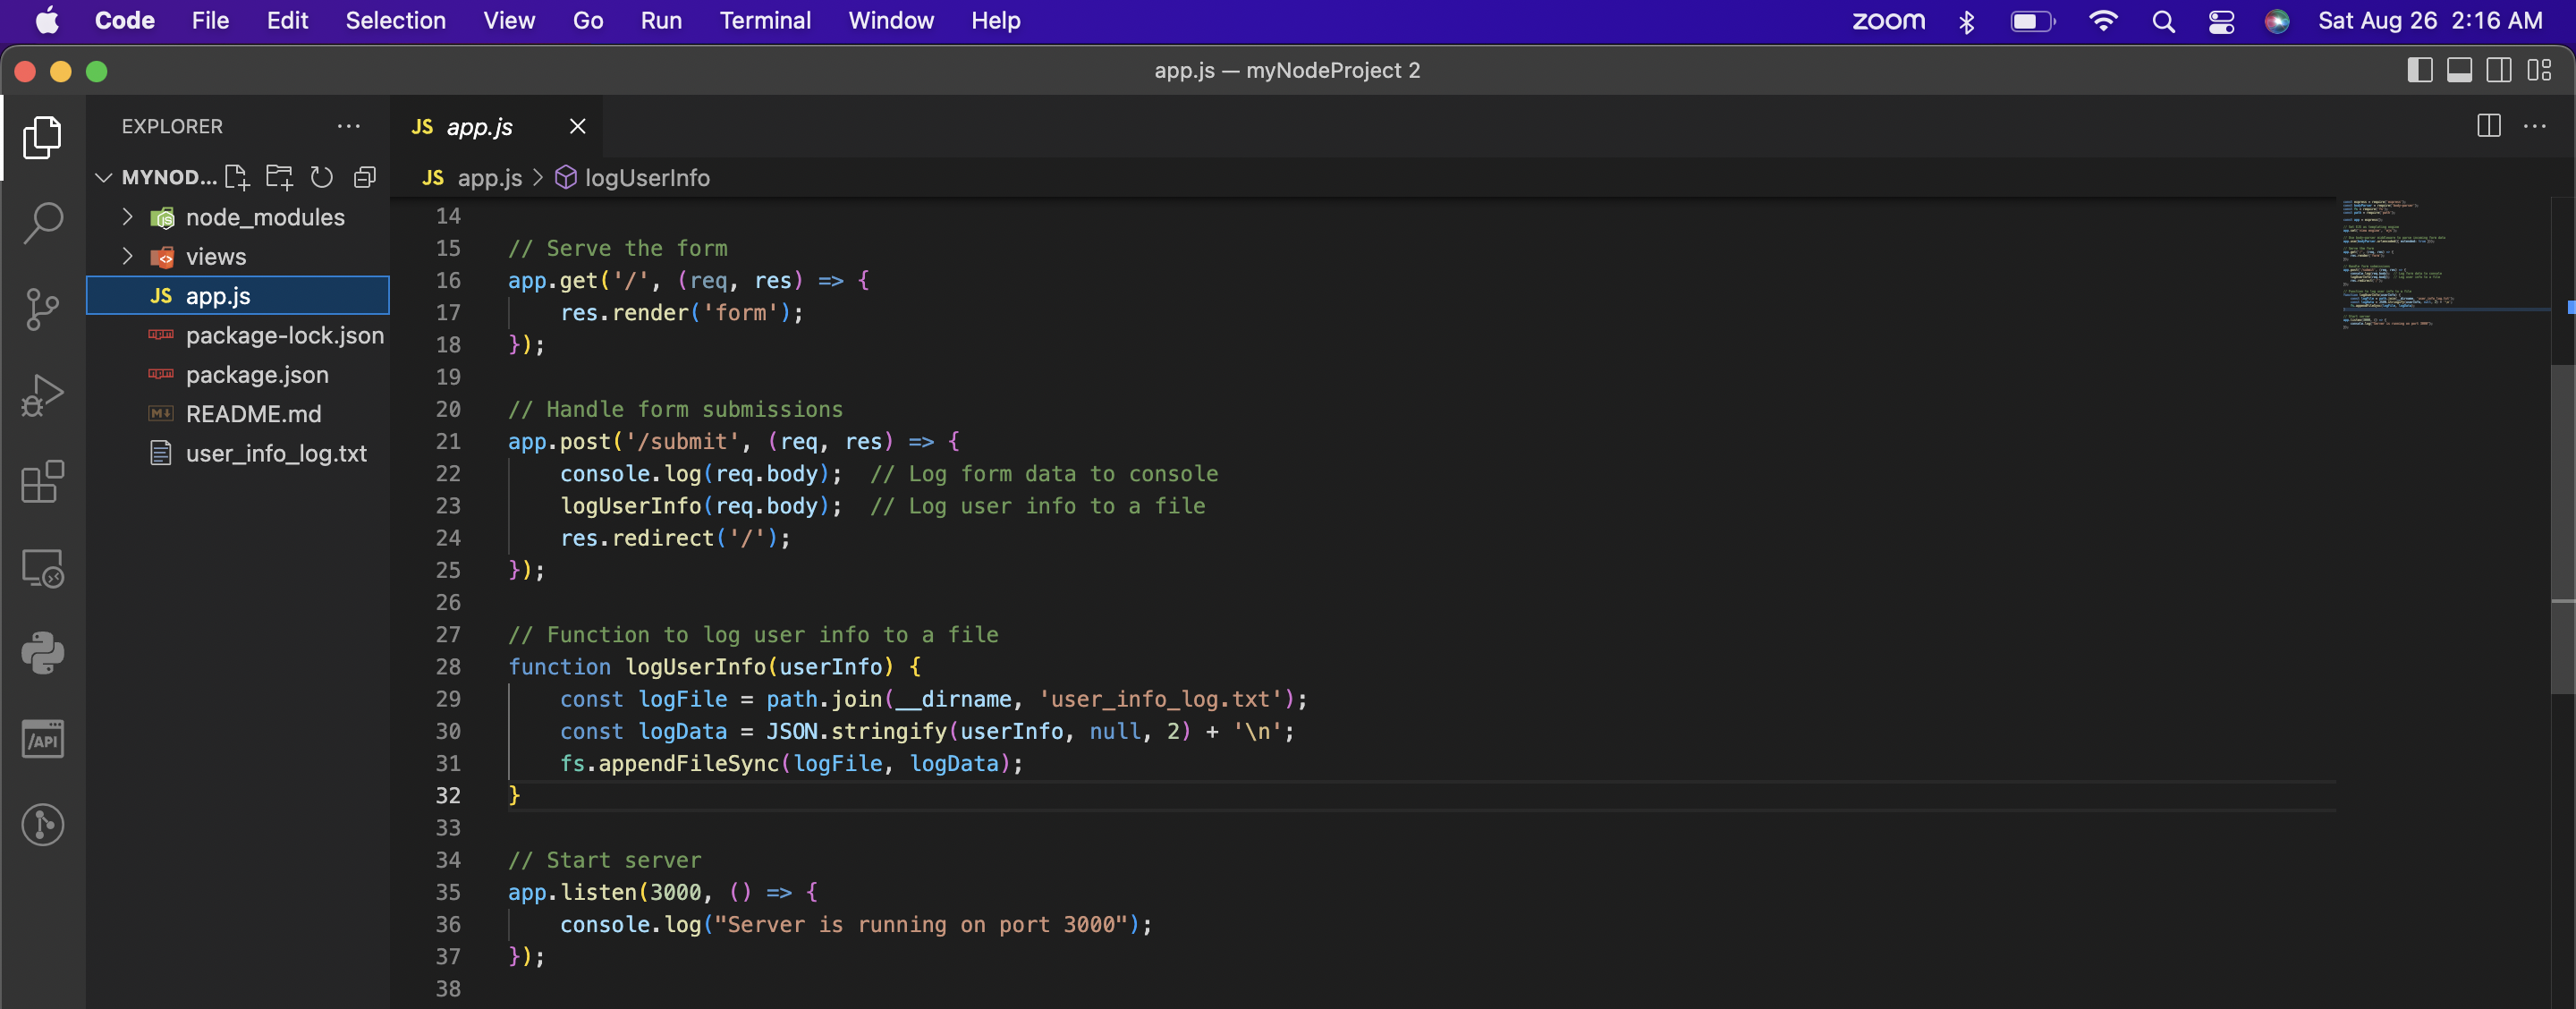 Code File Edit Selection View Go Run Terminal Window Help zoom Sat Aug 26 2:16 AM
app.js — myNodeProject 2
EXPLORER
MYNOD...
node_modules
views
JS app.js
package-lock.json
package.json
README.md
user_info_log.txt
/API
JS app.js
JS app.js > logUserInfo
14
15 // Serve the form
16 app.get('/', (req, res) => {
17     res.render('form');
18 });
19
20 // Handle form submissions
21 app.post('/submit', (req, res) => {
22     console.log(req.body);  // Log form data to console
23     logUserInfo(req.body);  // Log user info to a file
24     res.redirect('/');
25 });
26
27 // Function to log user info to a file
28 function logUserInfo(userInfo) {
29     const logFile = path.join(__dirname, 'user_info_log.txt');
30     const logData = JSON.stringify(userInfo, null, 2) + '\n';
31     fs.appendFileSync(logFile, logData);
32 }
33
34 // Start server
35 app.listen(3000, () => {
36     console.log("Server is running on port 3000");
37 });
38